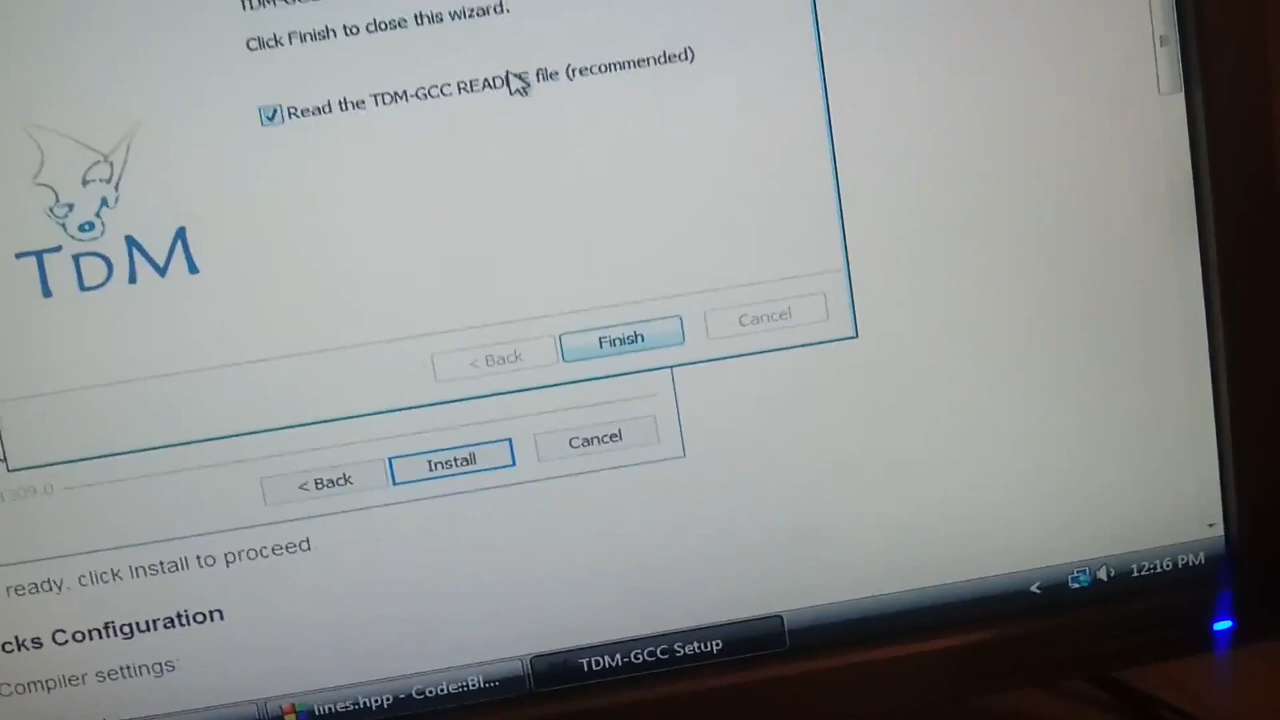 Click Finish to close this wizard.
Read the TDM-GCC README file (recommended)
TDM
< Back
Finish
Cancel
< Back
Install
Cancel
ready, click Install to proceed
cks Configuration
Compiler settings
12:16 PM
TDM-GCC Setup
lines.hpp - Code::Bl...